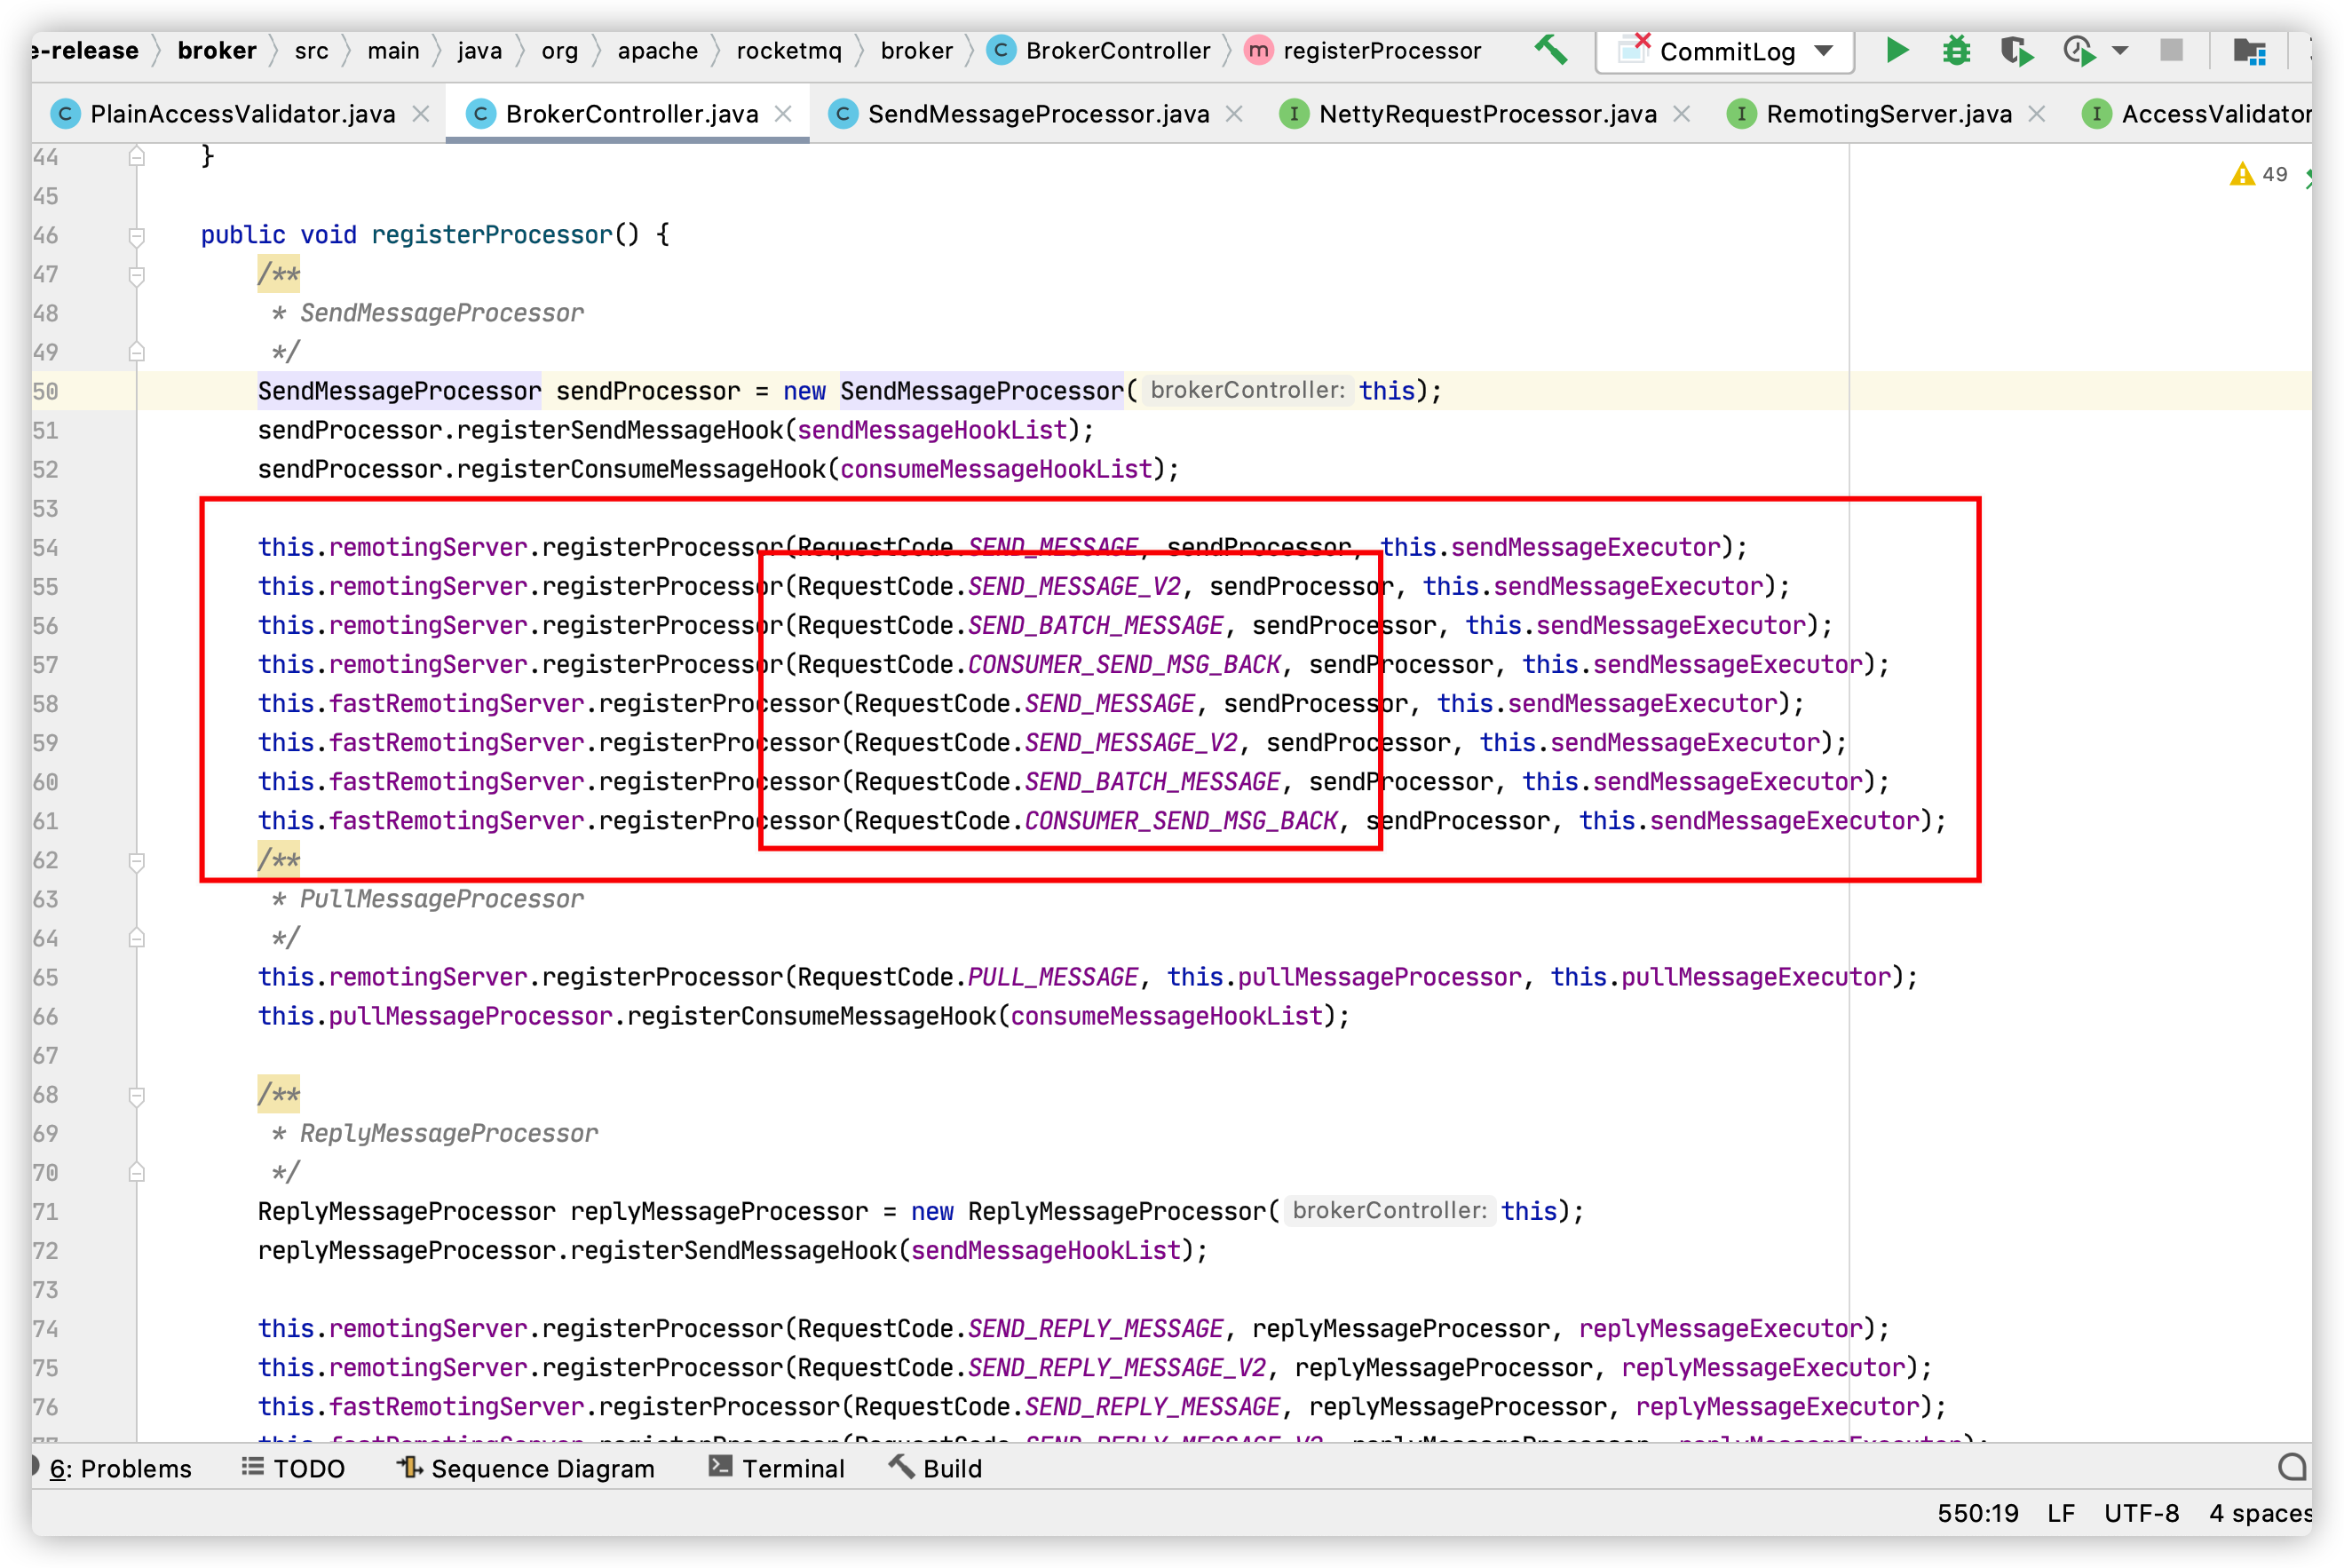 e-release broker src main java org apache rocketmq broker C BrokerController m registerProcessor CommitLog
C PlainAccessValidator.java C BrokerController.java C SendMessageProcessor.java I NettyRequestProcessor.java I RemotingServer.java I AccessValidator
44 }
49
45
46 public void registerProcessor() {
47 /**
48 * SendMessageProcessor
49 */
50 SendMessageProcessor sendProcessor = new SendMessageProcessor( brokerController: this);
51 sendProcessor.registerSendMessageHook(sendMessageHookList);
52 sendProcessor.registerConsumeMessageHook(consumeMessageHookList);
53
54 this.remotingServer.registerProcessor(RequestCode.SEND_MESSAGE, sendProcessor, this.sendMessageExecutor);
55 this.remotingServer.registerProcessor(RequestCode.SEND_MESSAGE_V2, sendProcessor, this.sendMessageExecutor);
56 this.remotingServer.registerProcessor(RequestCode.SEND_BATCH_MESSAGE, sendProcessor, this.sendMessageExecutor);
57 this.remotingServer.registerProcessor(RequestCode.CONSUMER_SEND_MSG_BACK, sendProcessor, this.sendMessageExecutor);
58 this.fastRemotingServer.registerProcessor(RequestCode.SEND_MESSAGE, sendProcessor, this.sendMessageExecutor);
59 this.fastRemotingServer.registerProcessor(RequestCode.SEND_MESSAGE_V2, sendProcessor, this.sendMessageExecutor);
60 this.fastRemotingServer.registerProcessor(RequestCode.SEND_BATCH_MESSAGE, sendProcessor, this.sendMessageExecutor);
61 this.fastRemotingServer.registerProcessor(RequestCode.CONSUMER_SEND_MSG_BACK, sendProcessor, this.sendMessageExecutor);
62 /**
63 * PullMessageProcessor
64 */
65 this.remotingServer.registerProcessor(RequestCode.PULL_MESSAGE, this.pullMessageProcessor, this.pullMessageExecutor);
66 this.pullMessageProcessor.registerConsumeMessageHook(consumeMessageHookList);
67
68 /**
69 * ReplyMessageProcessor
70 */
71 ReplyMessageProcessor replyMessageProcessor = new ReplyMessageProcessor( brokerController: this);
72 replyMessageProcessor.registerSendMessageHook(sendMessageHookList);
73
74 this.remotingServer.registerProcessor(RequestCode.SEND_REPLY_MESSAGE, replyMessageProcessor, replyMessageExecutor);
75 this.remotingServer.registerProcessor(RequestCode.SEND_REPLY_MESSAGE_V2, replyMessageProcessor, replyMessageExecutor);
76 this.fastRemotingServer.registerProcessor(RequestCode.SEND_REPLY_MESSAGE, replyMessageProcessor, replyMessageExecutor);
77 this.fastRemotingServer.registerProcessor(RequestCode.SEND_REPLY_MESSAGE_V2, replyMessageProcessor, replyMessageExecutor);
6: Problems TODO Sequence Diagram Terminal Build
550:19 LF UTF-8 4 spaces